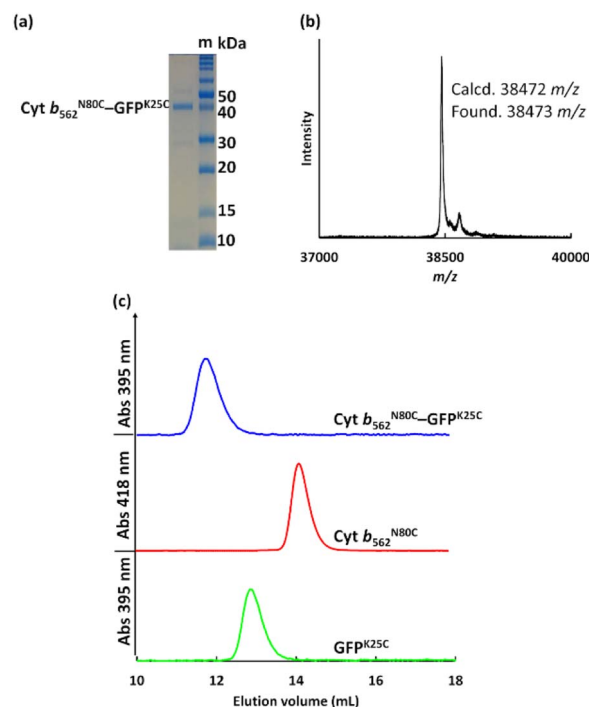 (a)
m kDa
Cyt b₅₆₂ᴺ⁸⁰ᶜ–GFPᴷ²⁵ᶜ
50
40
30
20
15
10
(b)
Calcd. 38472 m/z
Found. 38473 m/z
Intensity
37000 38500 40000
m/z
(c)
Abs 395 nm
Cyt b₅₆₂ᴺ⁸⁰ᶜ–GFPᴷ²⁵ᶜ
Abs 418 nm
Cyt b₅₆₂ᴺ⁸⁰ᶜ
Abs 395 nm
GFPᴷ²⁵ᶜ
10 12 14 16 18
Elution volume (mL)